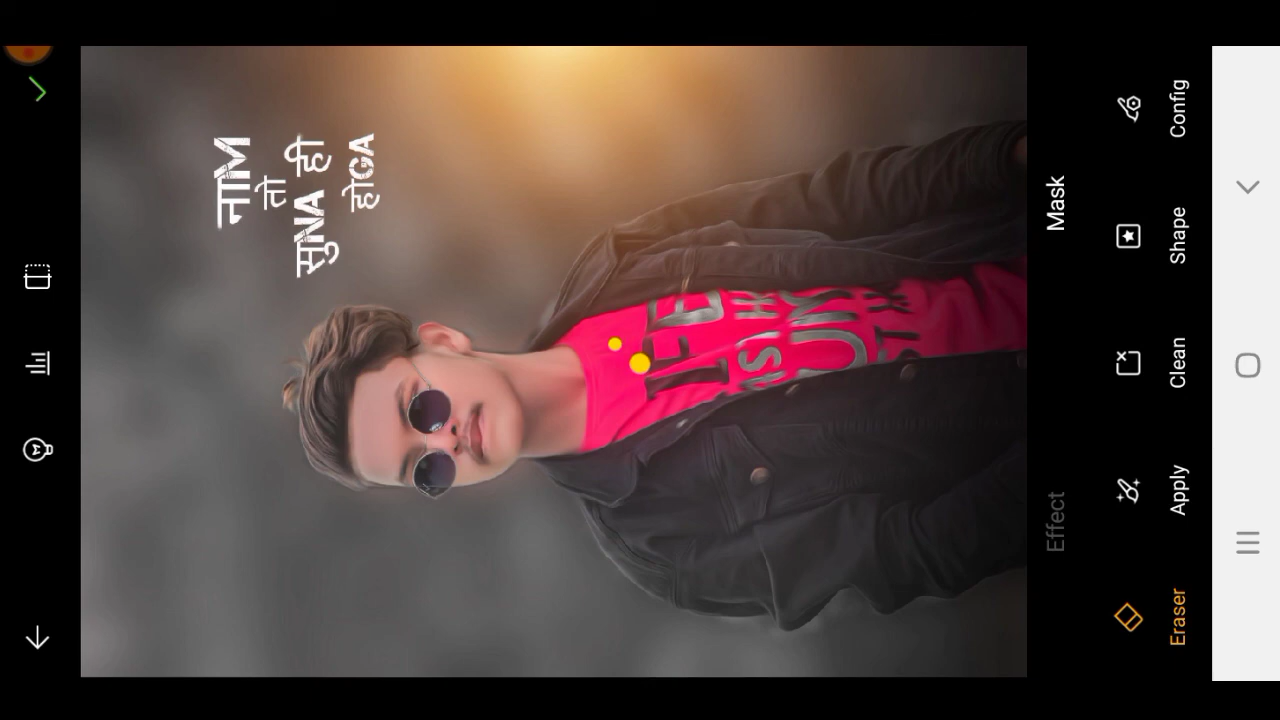 नाM
तो
सुNA ही
होGA
Effect Mask
Eraser Apply Clean Shape Config